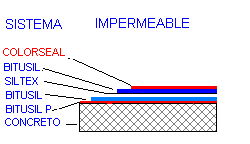 SISTEMA IMPERMEABLE
COLORSEAL
BITUSIL
SILTEX
BITUSIL
BITUSIL P
CONCRETO